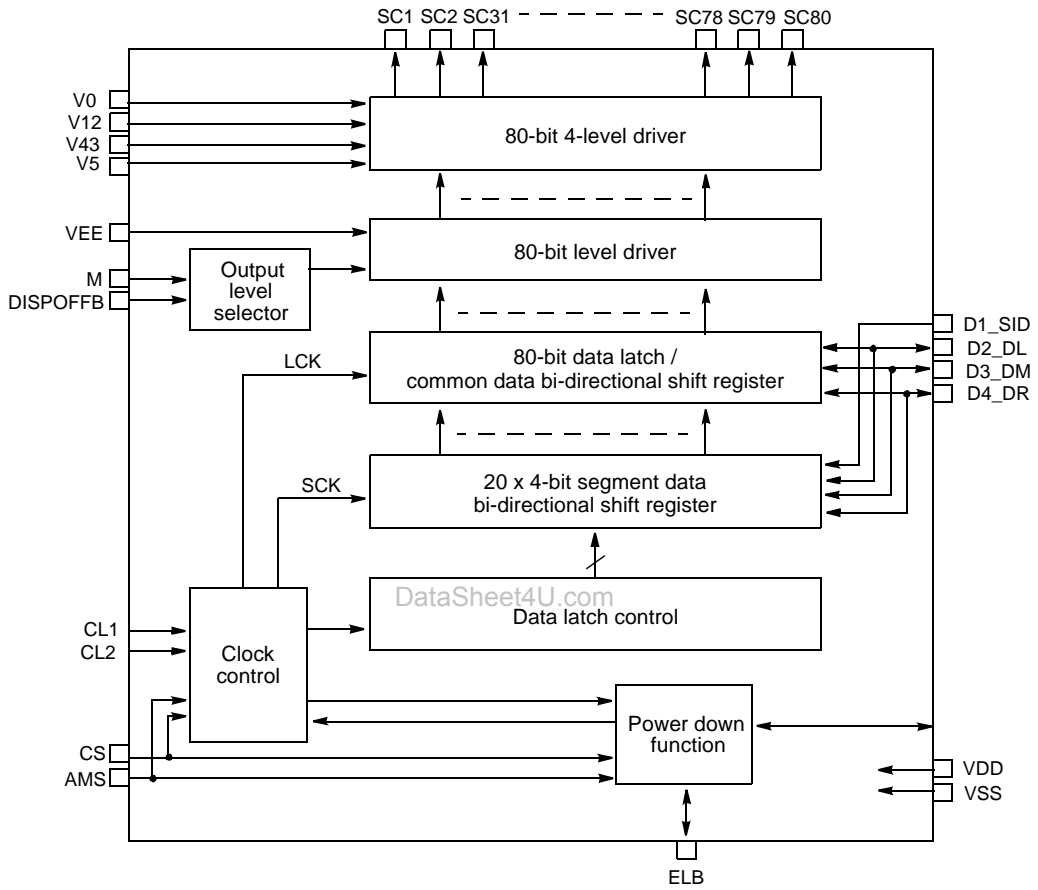 SC1 SC2 SC31 SC78 SC79 SC80
V0
V12
V43
V5
80-bit 4-level driver
VEE
80-bit level driver
M
DISPOFFB
Output
level
selector
D1_SID
D2_DL
D3_DM
D4_DR
LCK
80-bit data latch /
common data bi-directional shift register
SCK
20 x 4-bit segment data
bi-directional shift register
DataSheet4U.com
Data latch control
CL1
CL2
Clock
control
Power down
function
CS
AMS
VDD
VSS
ELB